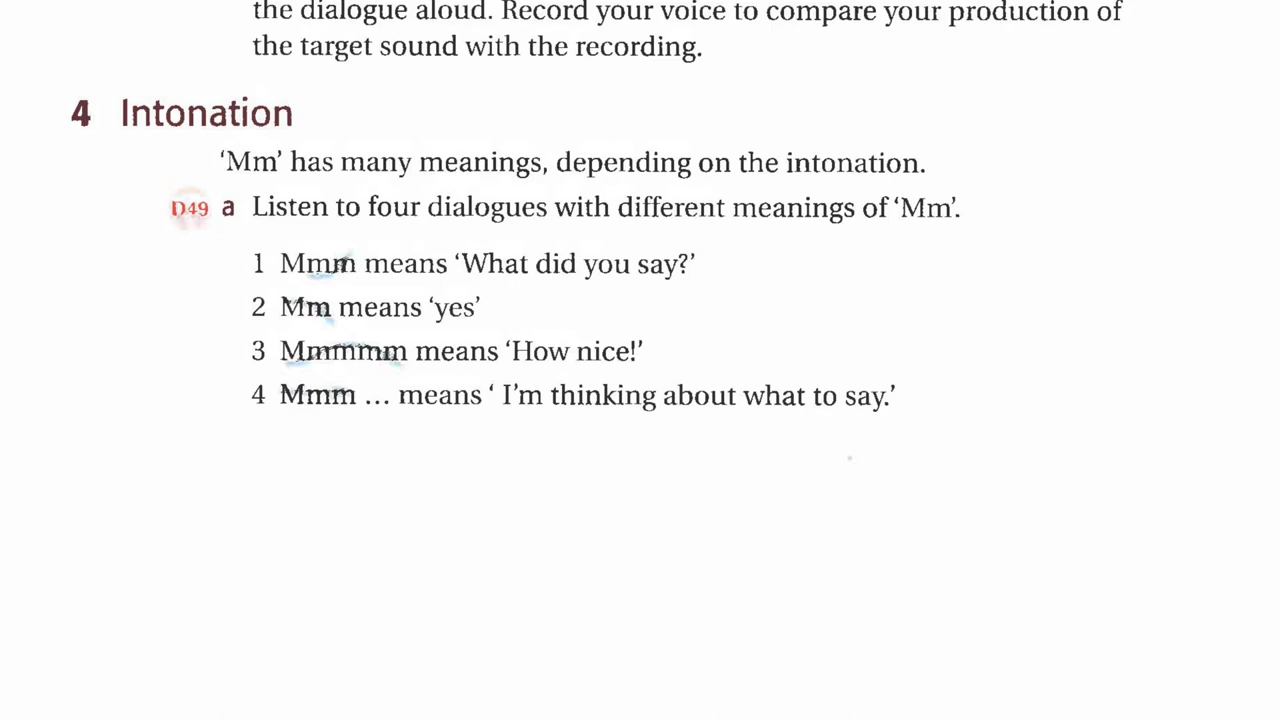 the dialogue aloud. Record your voice to compare your production of
the target sound with the recording.
4 Intonation
‘Mm’ has many meanings, depending on the intonation.
D49 a Listen to four dialogues with different meanings of ‘Mm’.
1 Mmm means ‘What did you say?’
2 Mm means ‘yes’
3 Mmmmm means ‘How nice!’
4 Mmm ... means ‘ I’m thinking about what to say.’